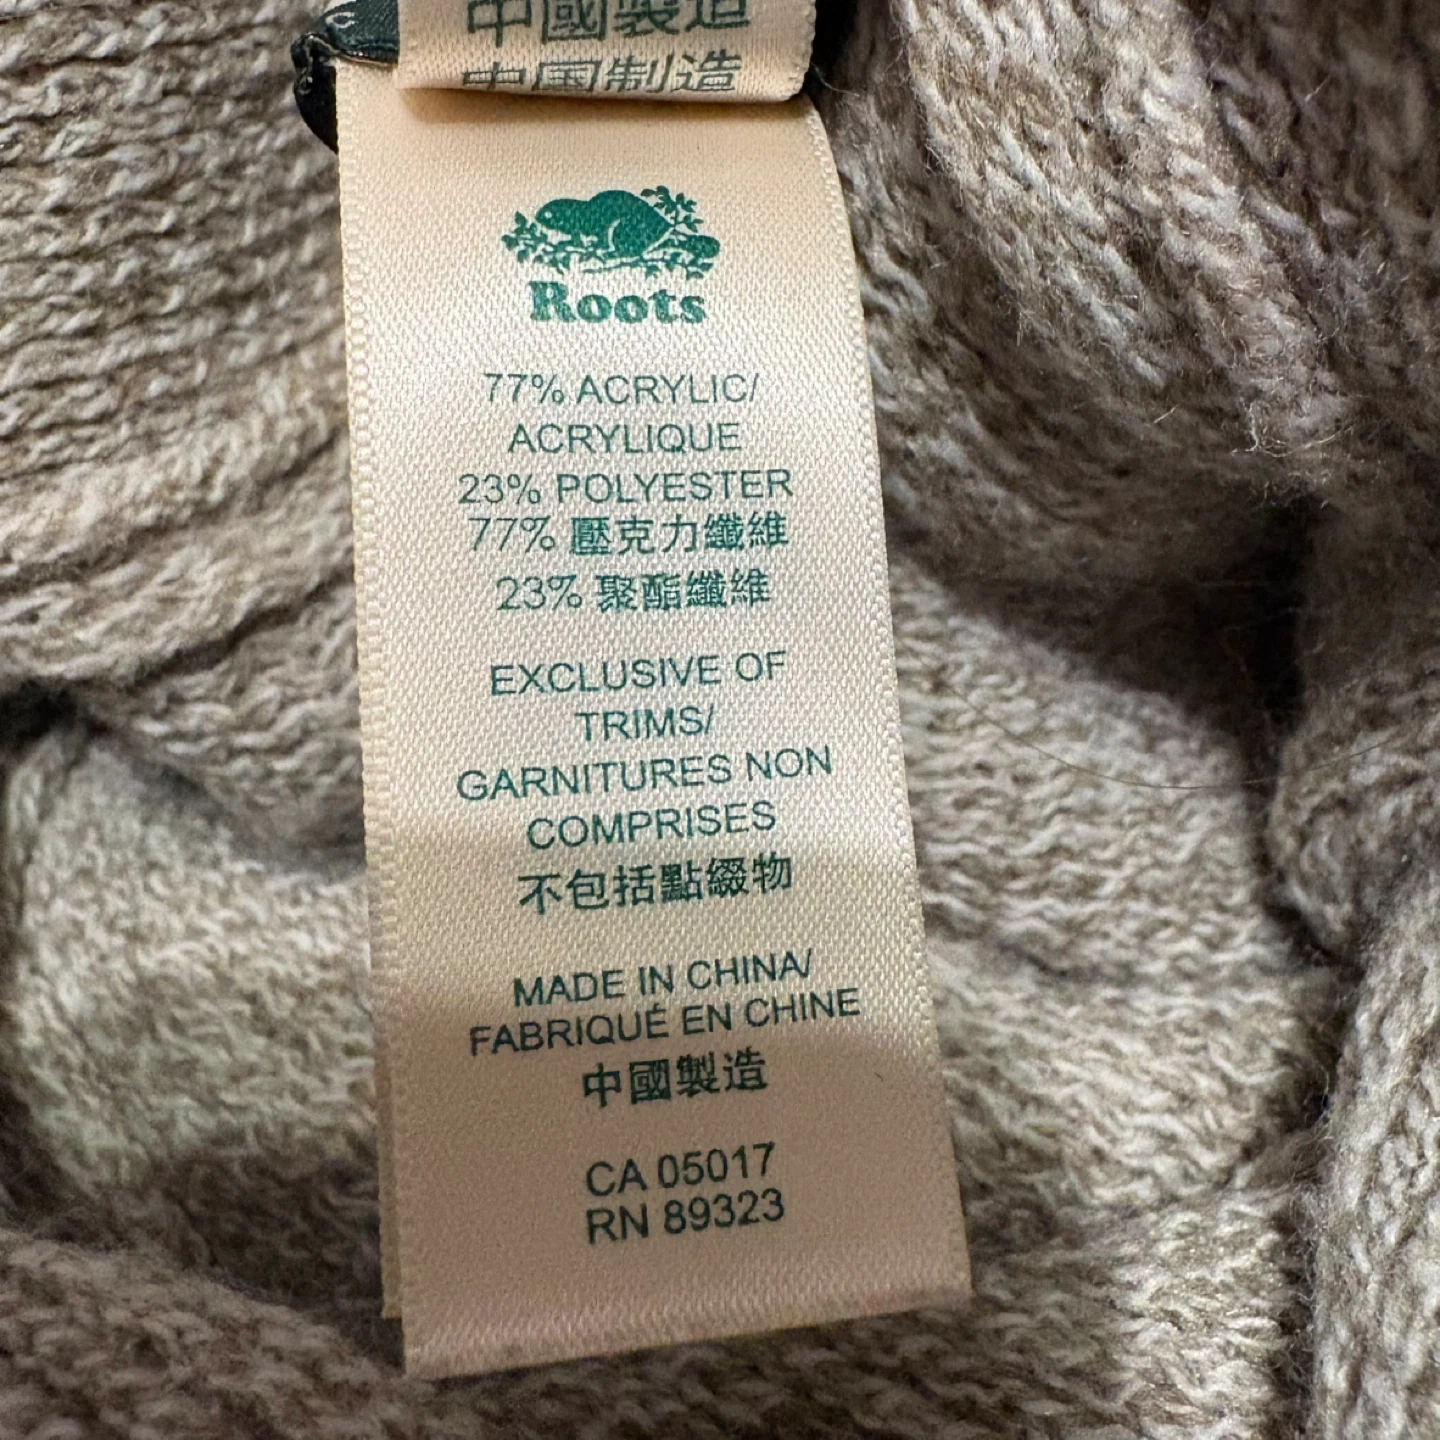 中國製造
中国制造
Roots
77% ACRYLIC/
ACRYLIQUE
23% POLYESTER
77% 壓克力纖維
23% 聚酯纖維
EXCLUSIVE OF
TRIMS/
GARNITURES NON
COMPRISES
不包括點綴物
MADE IN CHINA/
FABRIQUÉ EN CHINE
中國製造
CA 05017
RN 89323